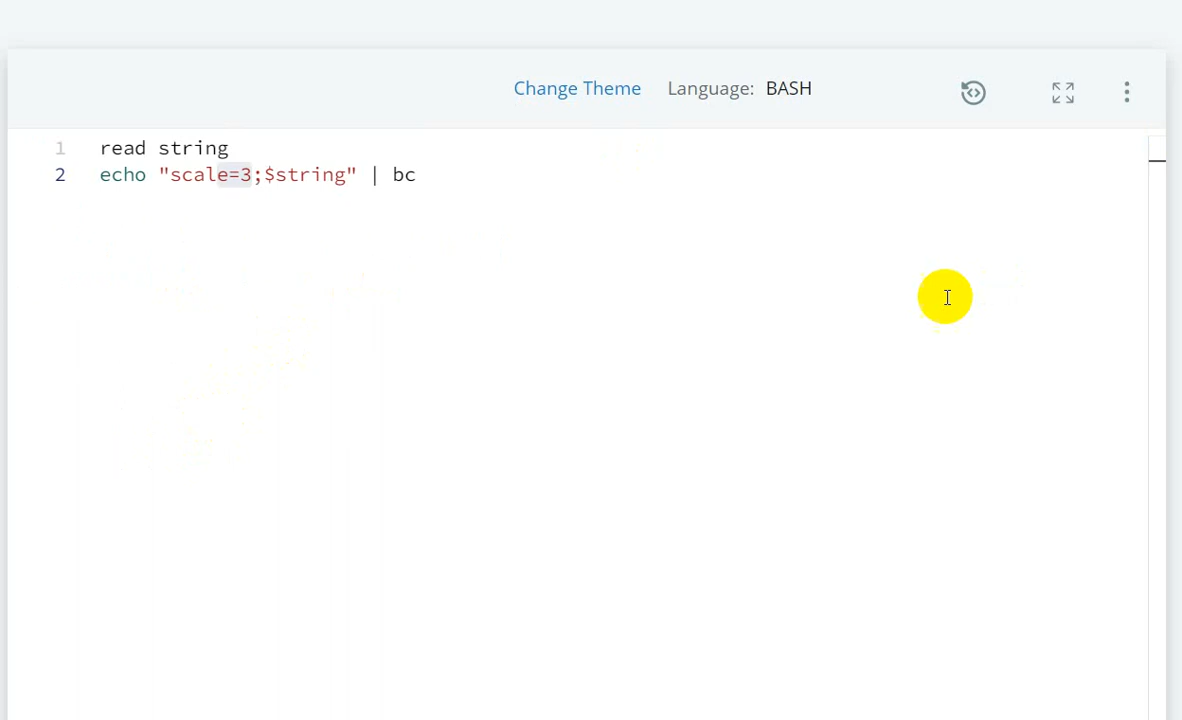 Change Theme Language: BASH
1 read string
2 echo "scale=3;$string" | bc